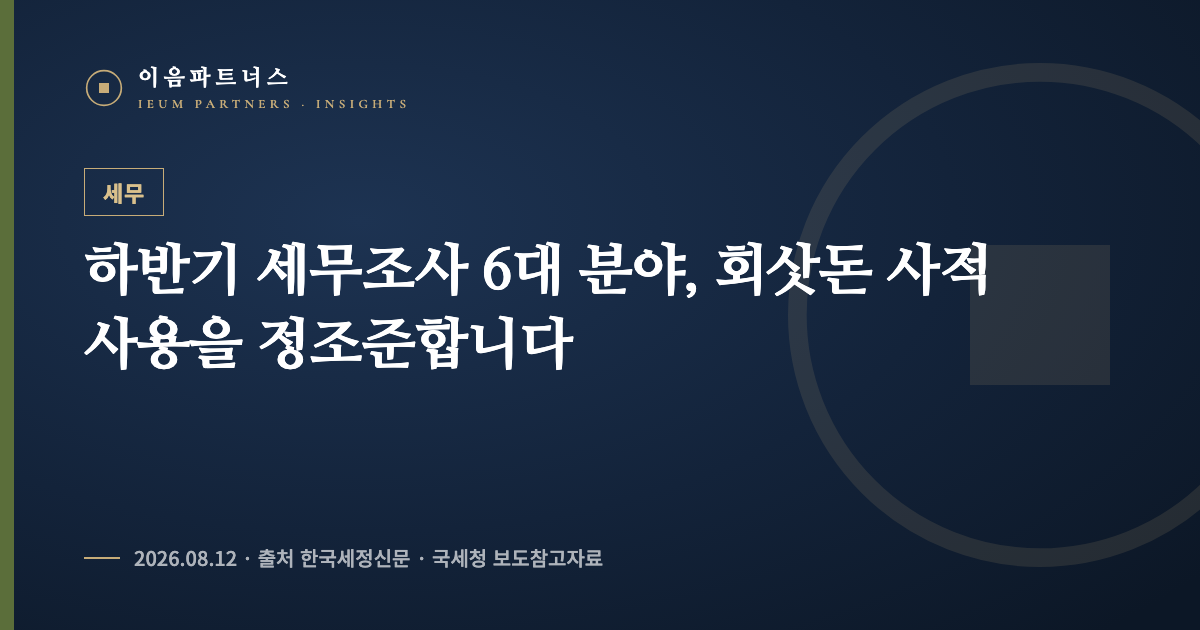 이음파트너스
IEUM PARTNERS · INSIGHTS
세무
하반기 세무조사 6대 분야, 회삿돈 사적
사용을 정조준합니다
2026.08.12 · 출처 한국세정신문 · 국세청 보도참고자료